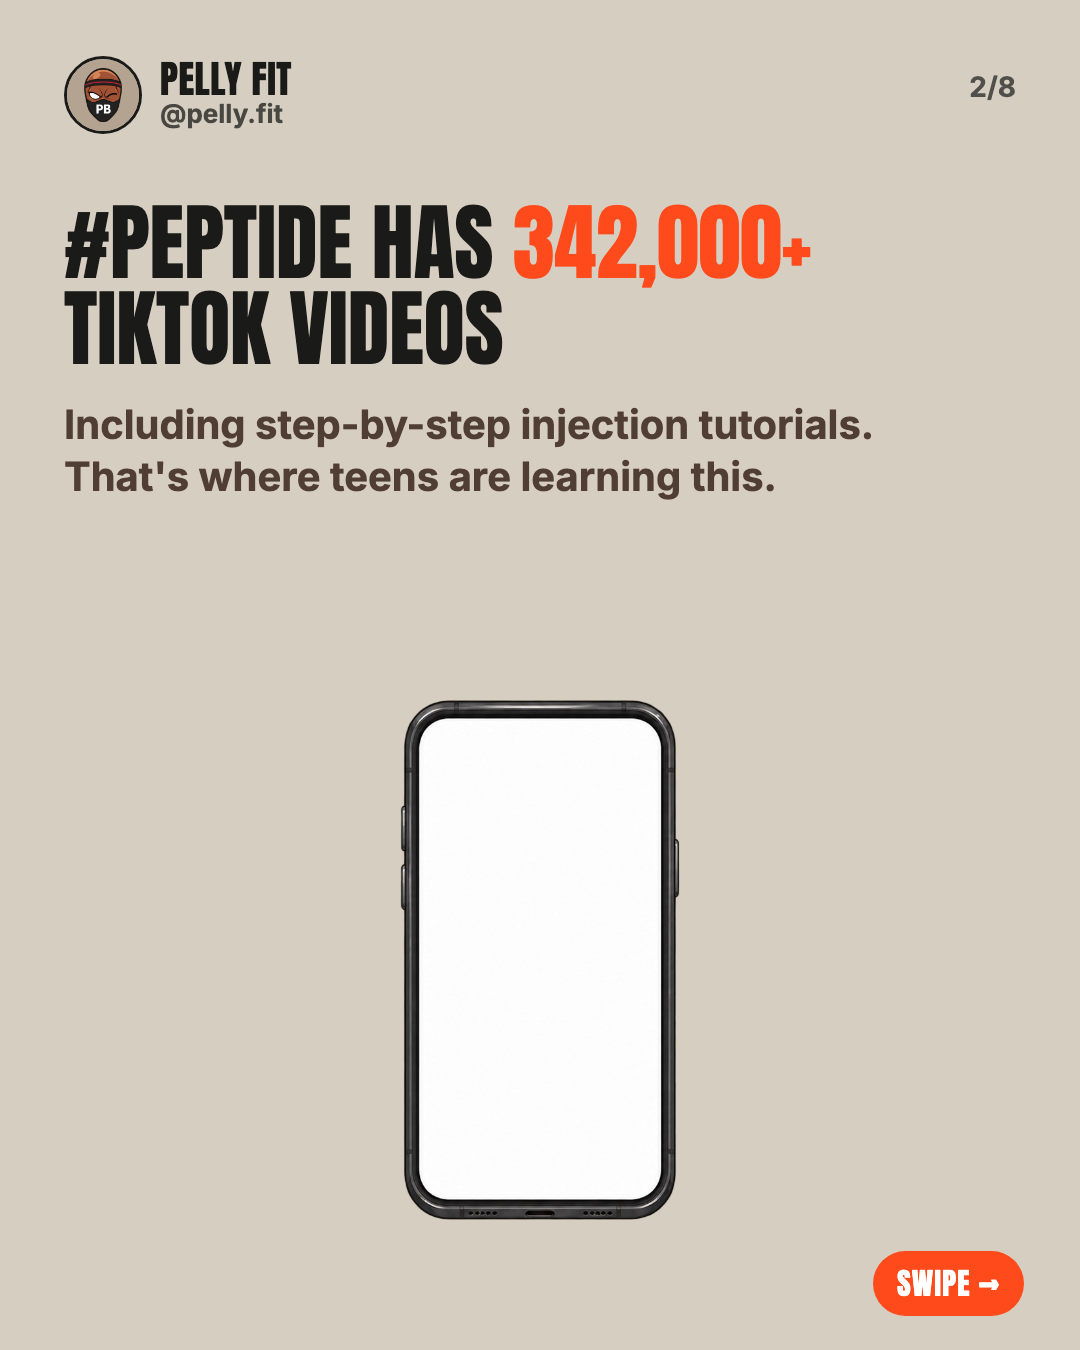 PELLY FIT
@pelly.fit
2/8
#PEPTIDE HAS 342,000+
TIKTOK VIDEOS
Including step-by-step injection tutorials.
That's where teens are learning this.
PB
SWIPE →